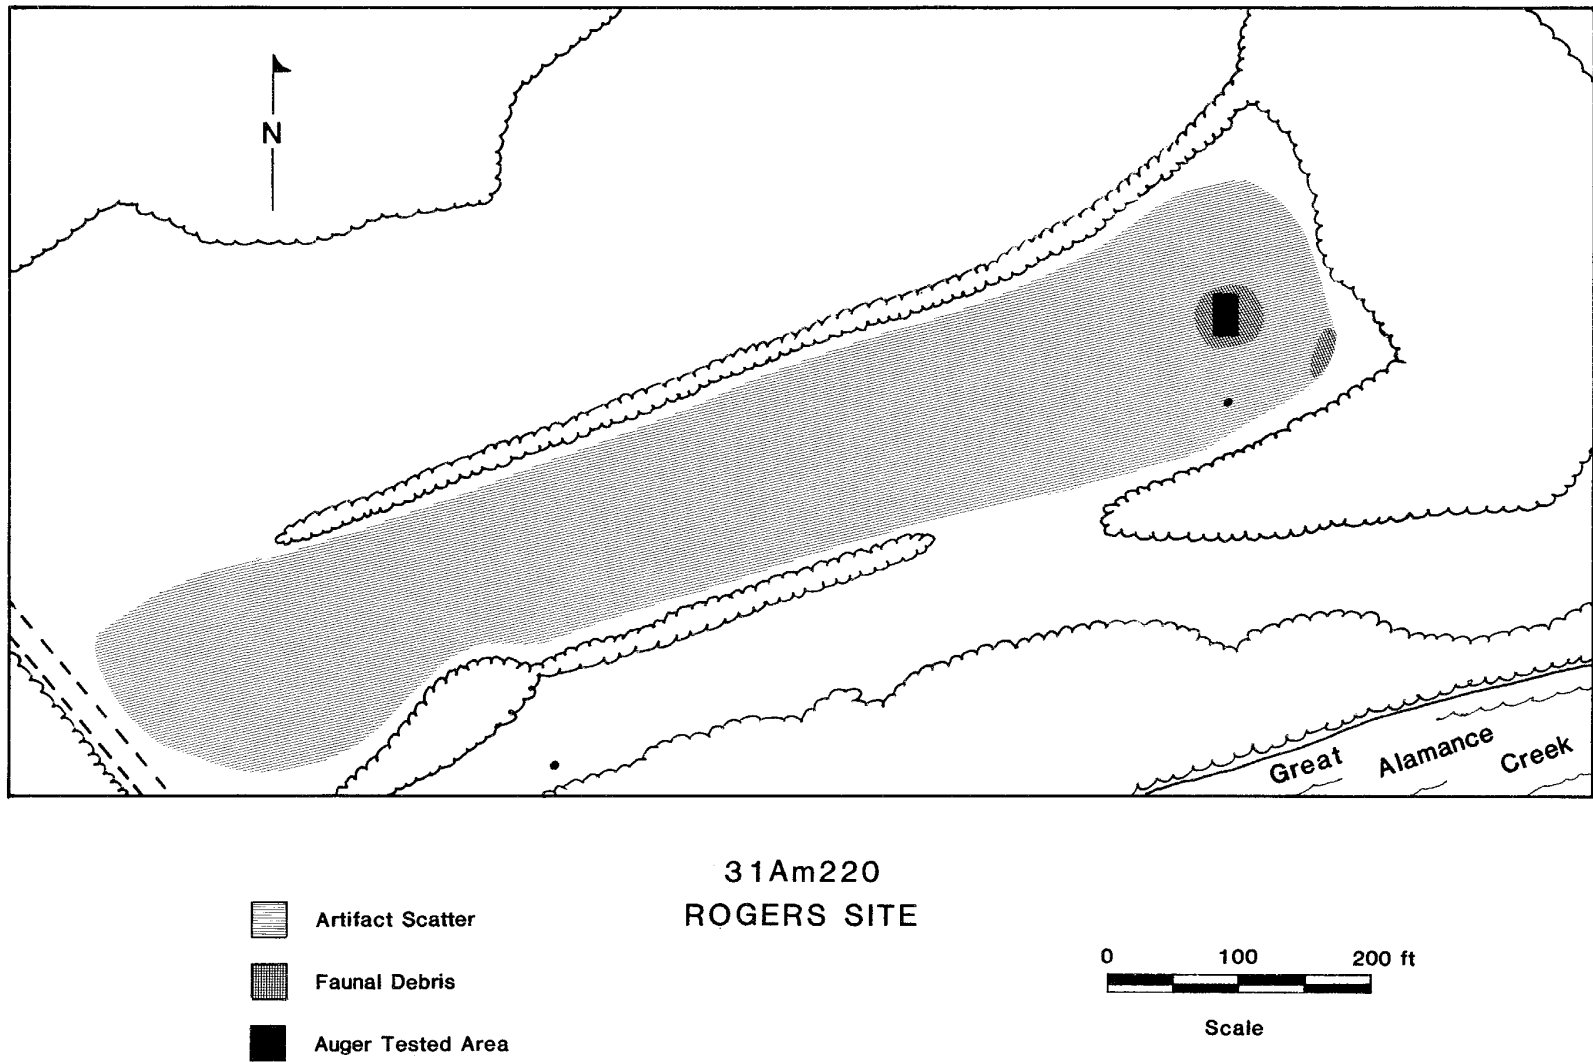 N
Great Alamance Creek
31Am220
ROGERS SITE
Artifact Scatter
Faunal Debris
Auger Tested Area
0 100 200 ft
Scale